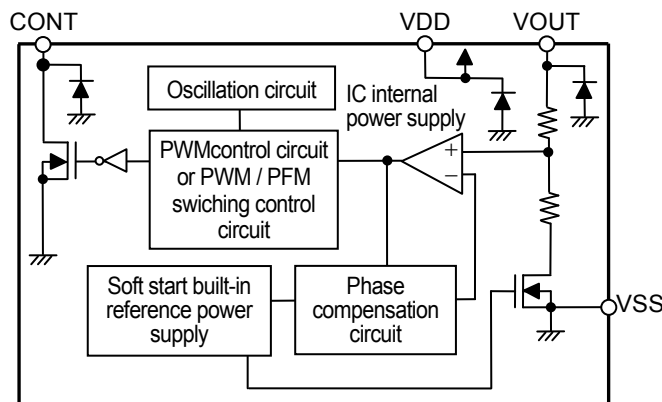 CONT
VDD
VOUT
Oscillation circuit
IC internal
power supply
PWMcontrol circuit
or PWM / PFM
swiching control
circuit
+
−
Soft start built-in
reference power
supply
Phase
compensation
circuit
VSS